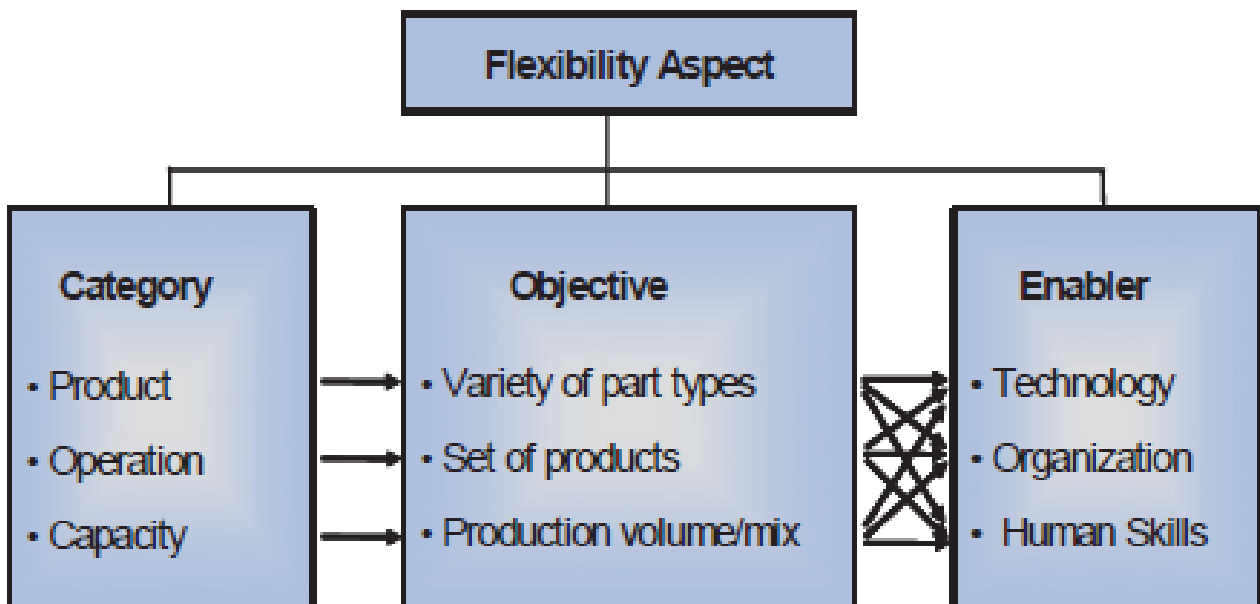 Flexibility Aspect
Category
• Product
• Operation
• Capacity
Objective
• Variety of part types
• Set of products
• Production volume/mix
Enabler
• Technology
• Organization
• Human Skills